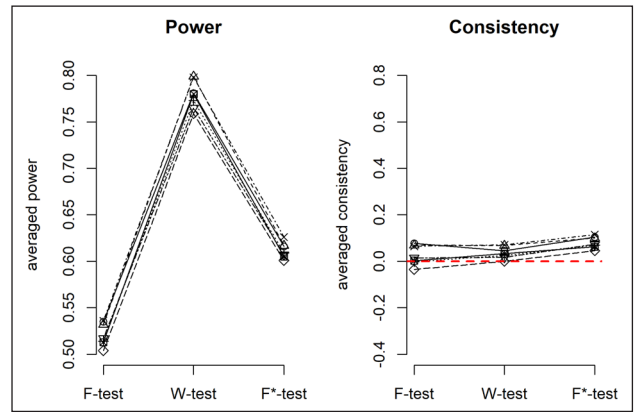 Power
averaged power
0.80
0.75
0.70
0.65
0.60
0.55
0.50
F-test W-test F*-test
Consistency
averaged consistency
0.8
0.6
0.4
0.2
0.0
-0.2
-0.4
F-test W-test F*-test